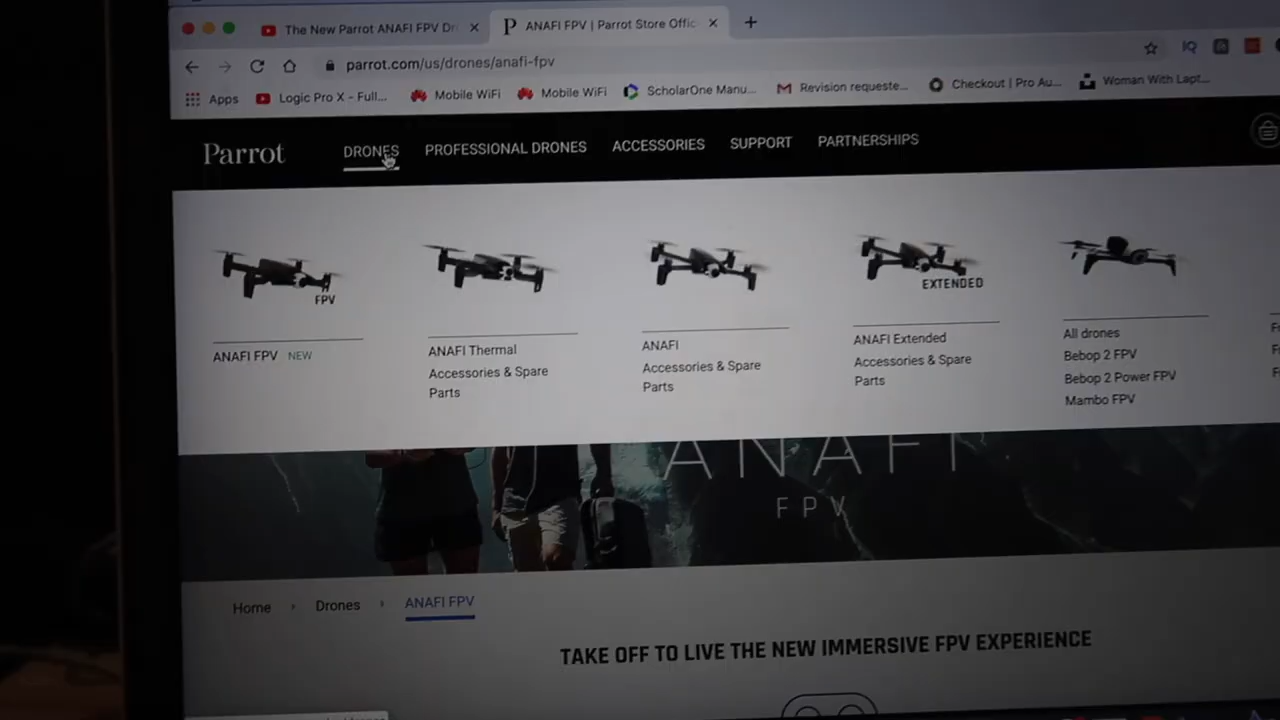 The New Parrot ANAFI FPV Dr
ANAFI FPV | Parrot Store Offic
parrot.com/us/drones/anafi-fpv
IQ
Apps
Logic Pro X - Full...
Mobile WiFi
Mobile WiFi
ScholarOne Manu...
Revision requeste...
Checkout | Pro Au...
Woman With Lapt...
Parrot
DRONES
PROFESSIONAL DRONES
ACCESSORIES
SUPPORT
PARTNERSHIPS
FPV
ANAFI FPV NEW
ANAFI Thermal
Accessories & Spare
Parts
ANAFI
Accessories & Spare
Parts
EXTENDED
ANAFI Extended
Accessories & Spare
Parts
All drones
Bebop 2 FPV
Bebop 2 Power FPV
Mambo FPV
ANAFI
FPV
Home
Drones
ANAFI FPV
TAKE OFF TO LIVE THE NEW IMMERSIVE FPV EXPERIENCE